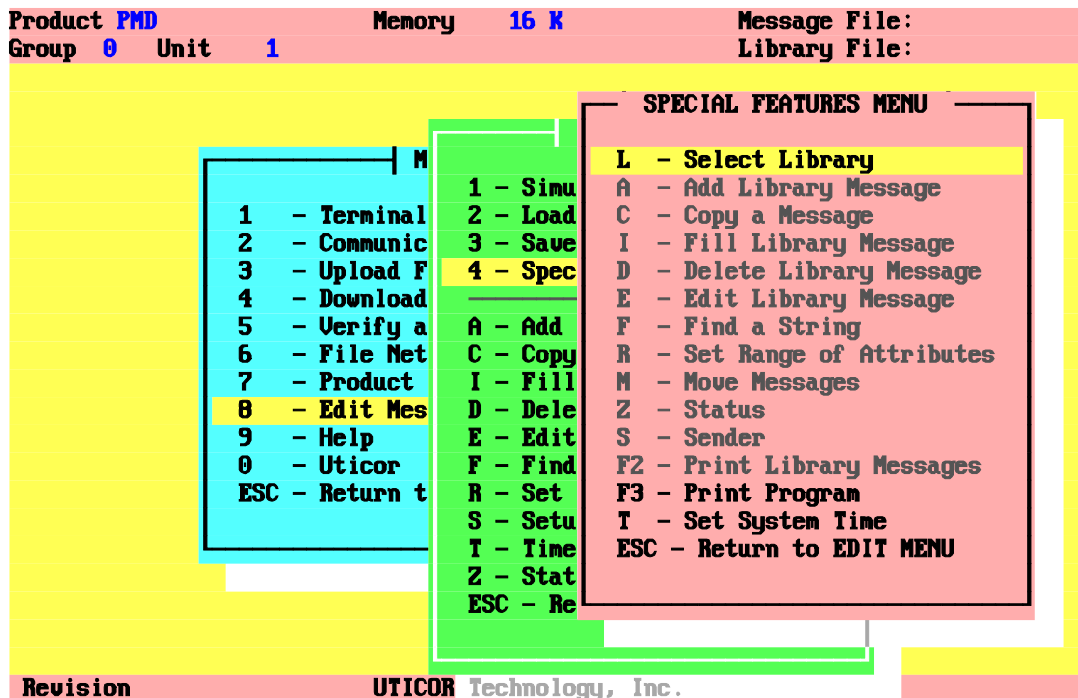 Product PMD Memory 16 K Message File:
Group 0 Unit 1 Library File:
M
1 - Terminal
2 - Communic
3 - Upload F
4 - Download
5 - Verify a
6 - File Net
7 - Product
8 - Edit Mes
9 - Help
0 - Uticor
ESC - Return t
1 - Simu
2 - Load
3 - Save
4 - Spec
A - Add
C - Copy
I - Fill
D - Dele
E - Edit
F - Find
R - Set
S - Setu
T - Time
Z - Stat
ESC - Re
SPECIAL FEATURES MENU
L - Select Library
A - Add Library Message
C - Copy a Message
I - Fill Library Message
D - Delete Library Message
E - Edit Library Message
F - Find a String
R - Set Range of Attributes
M - Move Messages
Z - Status
S - Sender
F2 - Print Library Messages
F3 - Print Program
T - Set System Time
ESC - Return to EDIT MENU
Revision UTICOR Technology, Inc.